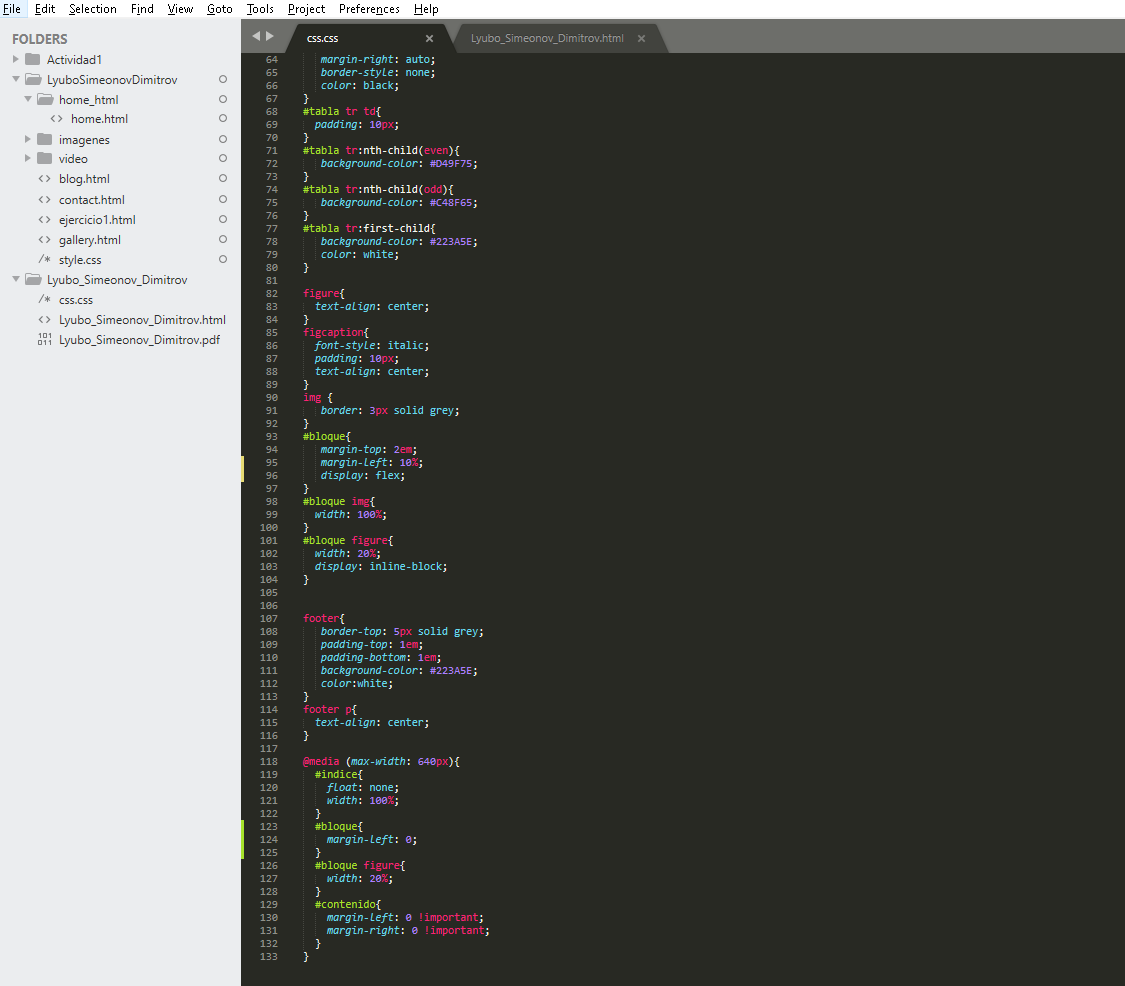 File Edit Selection Find View Goto Tools Project Preferences Help
FOLDERS
Actividad1
LyuboSimeonovDimitrov
home_html
<> home.html
imagenes
video
<> blog.html
<> contact.html
<> ejercicio1.html
<> gallery.html
/* style.css
Lyubo_Simeonov_Dimitrov
/* css.css
<> Lyubo_Simeonov_Dimitrov.html
Lyubo_Simeonov_Dimitrov.pdf
css.css × Lyubo_Simeonov_Dimitrov.html ×
64 margin-right: auto;
65 border-style: none;
66 color: black;
67 }
68 #tabla tr td{
69 padding: 10px;
70 }
71 #tabla tr:nth-child(even){
72 background-color: #D49F75;
73 }
74 #tabla tr:nth-child(odd){
75 background-color: #C48F65;
76 }
77 #tabla tr:first-child{
78 background-color: #223A5E;
79 color: white;
80 }
81
82 figure{
83 text-align: center;
84 }
85 figcaption{
86 font-style: italic;
87 padding: 10px;
88 text-align: center;
89 }
90 img {
91 border: 3px solid grey;
92 }
93 #bloque{
94 margin-top: 2em;
95 margin-left: 10%;
96 display: flex;
97 }
98 #bloque img{
99 width: 100%;
100 }
101 #bloque figure{
102 width: 20%;
103 display: inline-block;
104 }
105
106
107 footer{
108 border-top: 5px solid grey;
109 padding-top: 1em;
110 padding-bottom: 1em;
111 background-color: #223A5E;
112 color:white;
113 }
114 footer p{
115 text-align: center;
116 }
117
118 @media (max-width: 640px){
119 #indice{
120 float: none;
121 width: 100%;
122 }
123 #bloque{
124 margin-left: 0;
125 }
126 #bloque figure{
127 width: 20%;
128 }
129 #contenido{
130 margin-left: 0 !important;
131 margin-right: 0 !important;
132 }
133 }